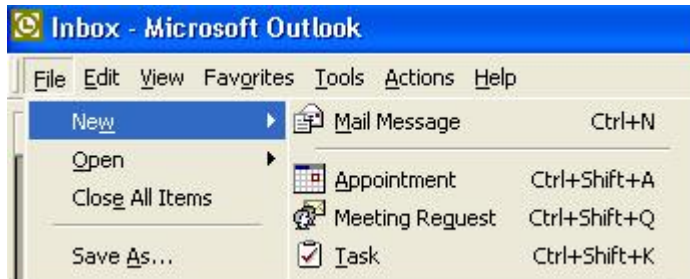 Inbox - Microsoft Outlook
File Edit View Favorites Tools Actions Help
New Mail Message Ctrl+N
Open
Appointment Ctrl+Shift+A
Close All Items
Meeting Request Ctrl+Shift+Q
Save As... Task Ctrl+Shift+K